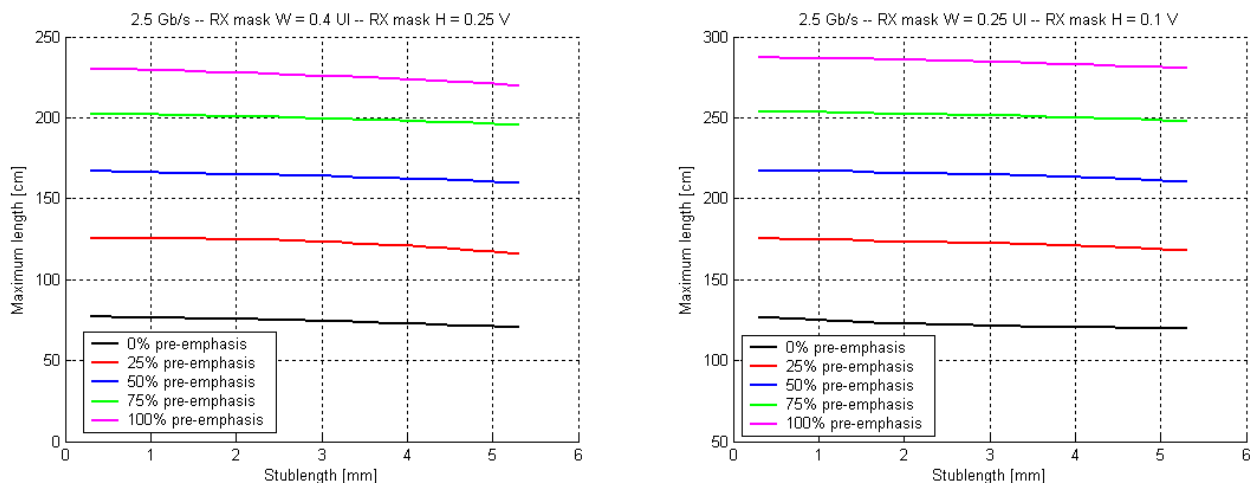 2.5 Gb/s -- RX mask W = 0.4 UI -- RX mask H = 0.25 V
250
200
150
100
50
0
Maximum length [cm]
0% pre-emphasis
25% pre-emphasis
50% pre-emphasis
75% pre-emphasis
100% pre-emphasis
0 1 2 3 4 5 6
Stublength [mm]
2.5 Gb/s -- RX mask W = 0.25 UI -- RX mask H = 0.1 V
300
250
200
150
100
50
Maximum length [cm]
0% pre-emphasis
25% pre-emphasis
50% pre-emphasis
75% pre-emphasis
100% pre-emphasis
0 1 2 3 4 5 6
Stublength [mm]